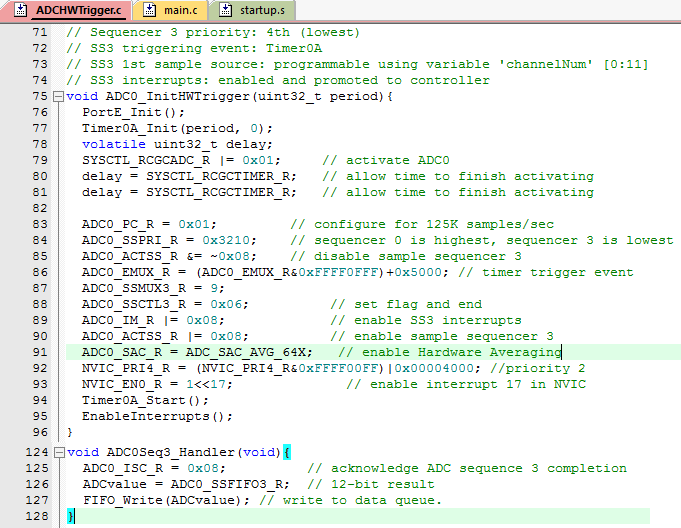 ADCHWTrigger.c main.c startup.s
71 // Sequencer 3 priority: 4th (lowest)
72 // SS3 triggering event: Timer0A
73 // SS3 1st sample source: programmable using variable 'channelNum' [0:11]
74 // SS3 interrupts: enabled and promoted to controller
75 void ADC0_InitHWTrigger(uint32_t period){
76 PortE_Init();
77 Timer0A_Init(period, 0);
78 volatile uint32_t delay;
79 SYSCTL_RCGCADC_R |= 0x01; // activate ADC0
80 delay = SYSCTL_RCGCTIMER_R; // allow time to finish activating
81 delay = SYSCTL_RCGCTIMER_R; // allow time to finish activating
82
83 ADC0_PC_R = 0x01; // configure for 125K samples/sec
84 ADC0_SSPRI_R = 0x3210; // sequencer 0 is highest, sequencer 3 is lowest
85 ADC0_ACTSS_R &= ~0x08; // disable sample sequencer 3
86 ADC0_EMUX_R = (ADC0_EMUX_R&0xFFFF0FFF)+0x5000; // timer trigger event
87 ADC0_SSMUX3_R = 9;
88 ADC0_SSCTL3_R = 0x06; // set flag and end
89 ADC0_IM_R |= 0x08; // enable SS3 interrupts
90 ADC0_ACTSS_R |= 0x08; // enable sample sequencer 3
91 ADC0_SAC_R = ADC_SAC_AVG_64X; // enable Hardware Averaging
92 NVIC_PRI4_R = (NVIC_PRI4_R&0xFFFF00FF)|0x00004000; //priority 2
93 NVIC_EN0_R = 1<<17; // enable interrupt 17 in NVIC
94 Timer0A_Start();
95 EnableInterrupts();
96 }
124 void ADC0Seq3_Handler(void){
125 ADC0_ISC_R = 0x08; // acknowledge ADC sequence 3 completion
126 ADCvalue = ADC0_SSFIFO3_R; // 12-bit result
127 FIFO_Write(ADCvalue); // write to data queue.
128 }